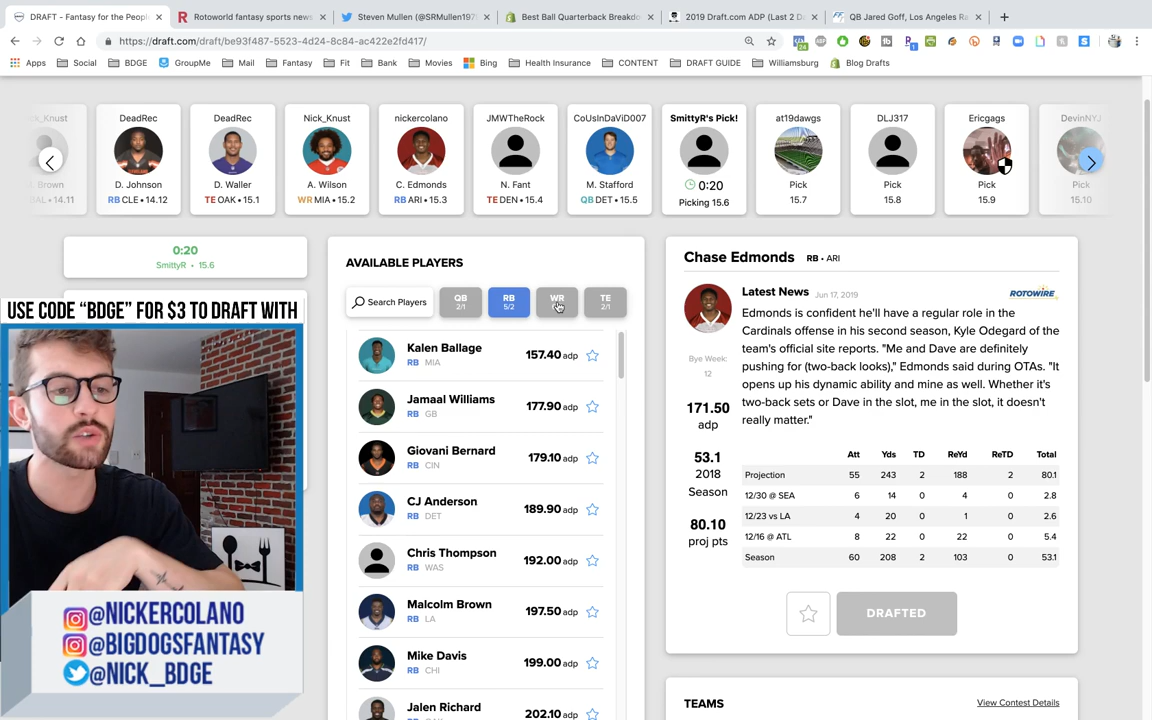 DRAFT - Fantasy for the Peopl
Rotoworld fantasy sports news
Steven Mullen (@SRMullen197
Best Ball Quarterback Breakdo
2019 Draft.com ADP (Last 2 D
QB Jared Goff, Los Angeles Ra
https://draft.com/draft/be93f487-5523-4d24-8c84-ac422e2fd417/
Apps Social BDGE GroupMe Mail Fantasy Fit Bank Movies Bing Health Insurance CONTENT DRAFT GUIDE Williamsburg Blog Drafts
_Knust DeadRec DeadRec Nick_Knust nickercolano JMWTheRock CoUsInDaViD007 SmittyR's Pick! at19dawgs DLJ317 Ericgags DevinNYJ
. Brown D. Johnson D. Waller A. Wilson C. Edmonds N. Fant M. Stafford 0:20 Pick Pick Pick Pick
BAL • 14.11 RB CLE • 14.12 TE OAK • 15.1 WR MIA • 15.2 RB ARI • 15.3 TE DEN • 15.4 QB DET • 15.5 Picking 15.6 15.7 15.8 15.9 15.10
0:20
SmittyR • 15.6
USE CODE “BDGE” FOR $3 TO DRAFT WITH
@NICKERCOLANO
@BIGDOGSFANTASY
@NICK_BDGE
AVAILABLE PLAYERS
Search Players
QB
2/1
RB
5/2
WR
TE
2/1
Kalen Ballage
RB MIA
157.40 adp
Jamaal Williams
RB GB
177.90 adp
Giovani Bernard
RB CIN
179.10 adp
CJ Anderson
RB DET
189.90 adp
Chris Thompson
RB WAS
192.00 adp
Malcolm Brown
RB LA
197.50 adp
Mike Davis
RB CHI
199.00 adp
Jalen Richard
202.10 adp
Chase Edmonds RB • ARI
Latest News Jun 17, 2019
ROTOWIRE
Edmonds is confident he'll have a regular role in the
Cardinals offense in his second season, Kyle Odegard of the
team's official site reports. "Me and Dave are definitely
pushing for (two-back looks)," Edmonds said during OTAs. "It
opens up his dynamic ability and mine as well. Whether it's
two-back sets or Dave in the slot, me in the slot, it doesn't
really matter."
Bye Week:
12
171.50
adp
53.1
2018
Season
80.10
proj pts
Att Yds TD ReYd ReTD Total
Projection 55 243 2 188 2 80.1
12/30 @ SEA 6 14 0 4 0 2.8
12/23 vs LA 4 20 0 1 0 2.6
12/16 @ ATL 8 22 0 22 0 5.4
Season 60 208 2 103 0 53.1
DRAFTED
TEAMS
View Contest Details